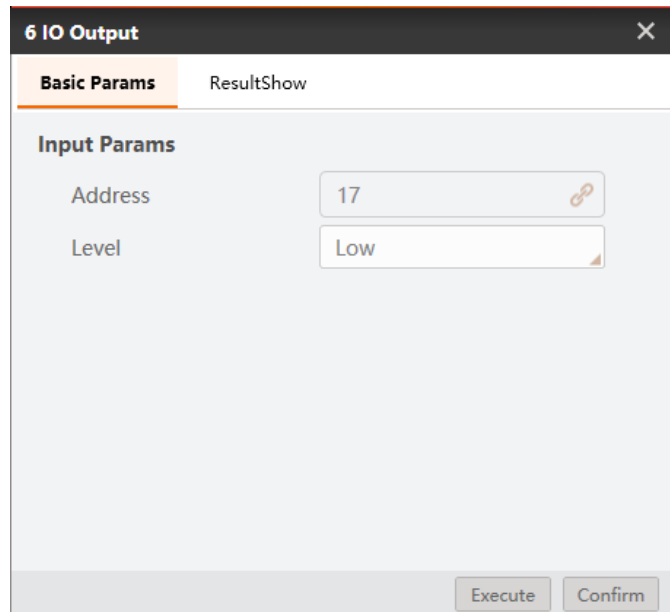 6 IO Output
Basic Params ResultShow
Input Params
Address 17
Level Low
Execute Confirm